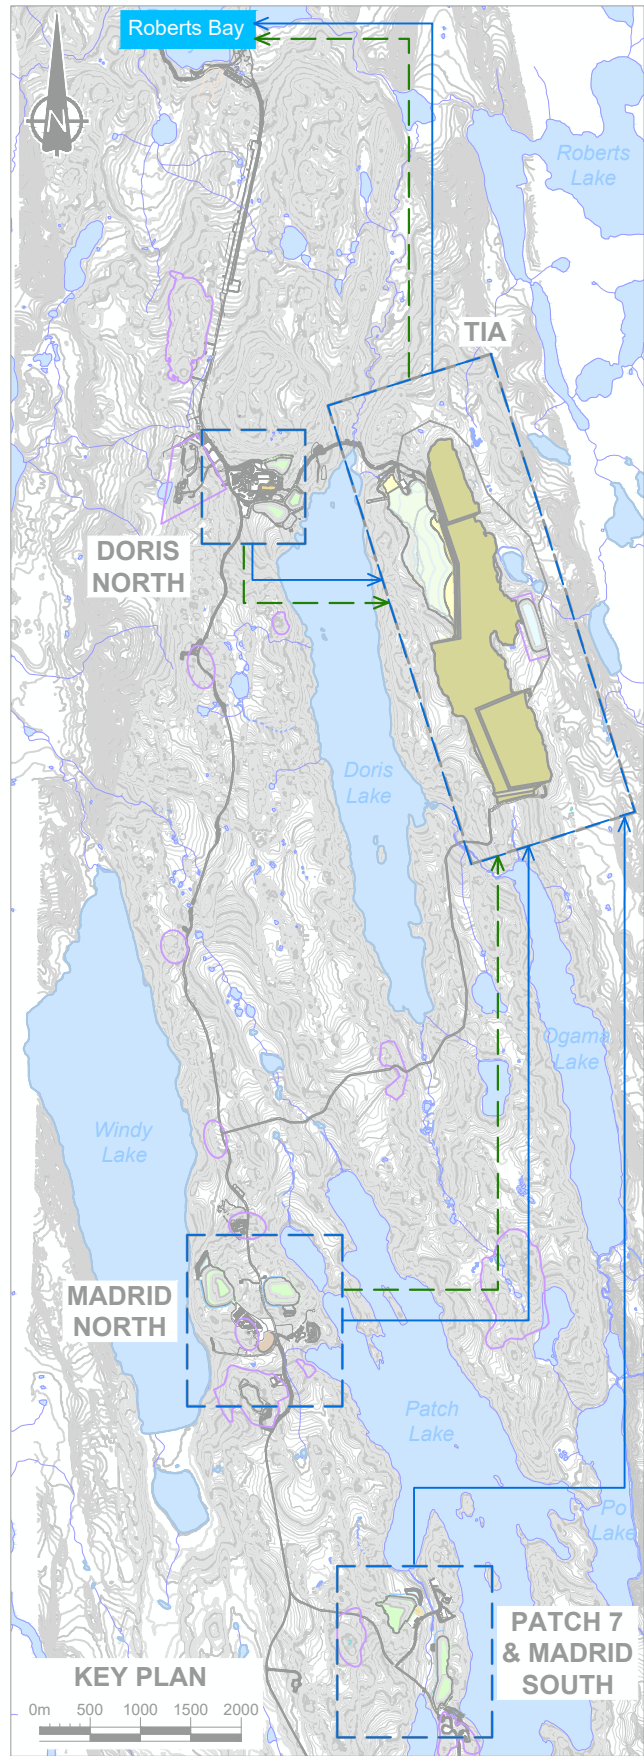 Roberts Bay
N
Roberts
Lake
TIA
DORIS
NORTH
Doris
Lake
Ogama
Lake
Windy
Lake
MADRID
NORTH
Patch
Lake
Po
Lake
PATCH 7
& MADRID
SOUTH
KEY PLAN
0m 500 1000 1500 2000